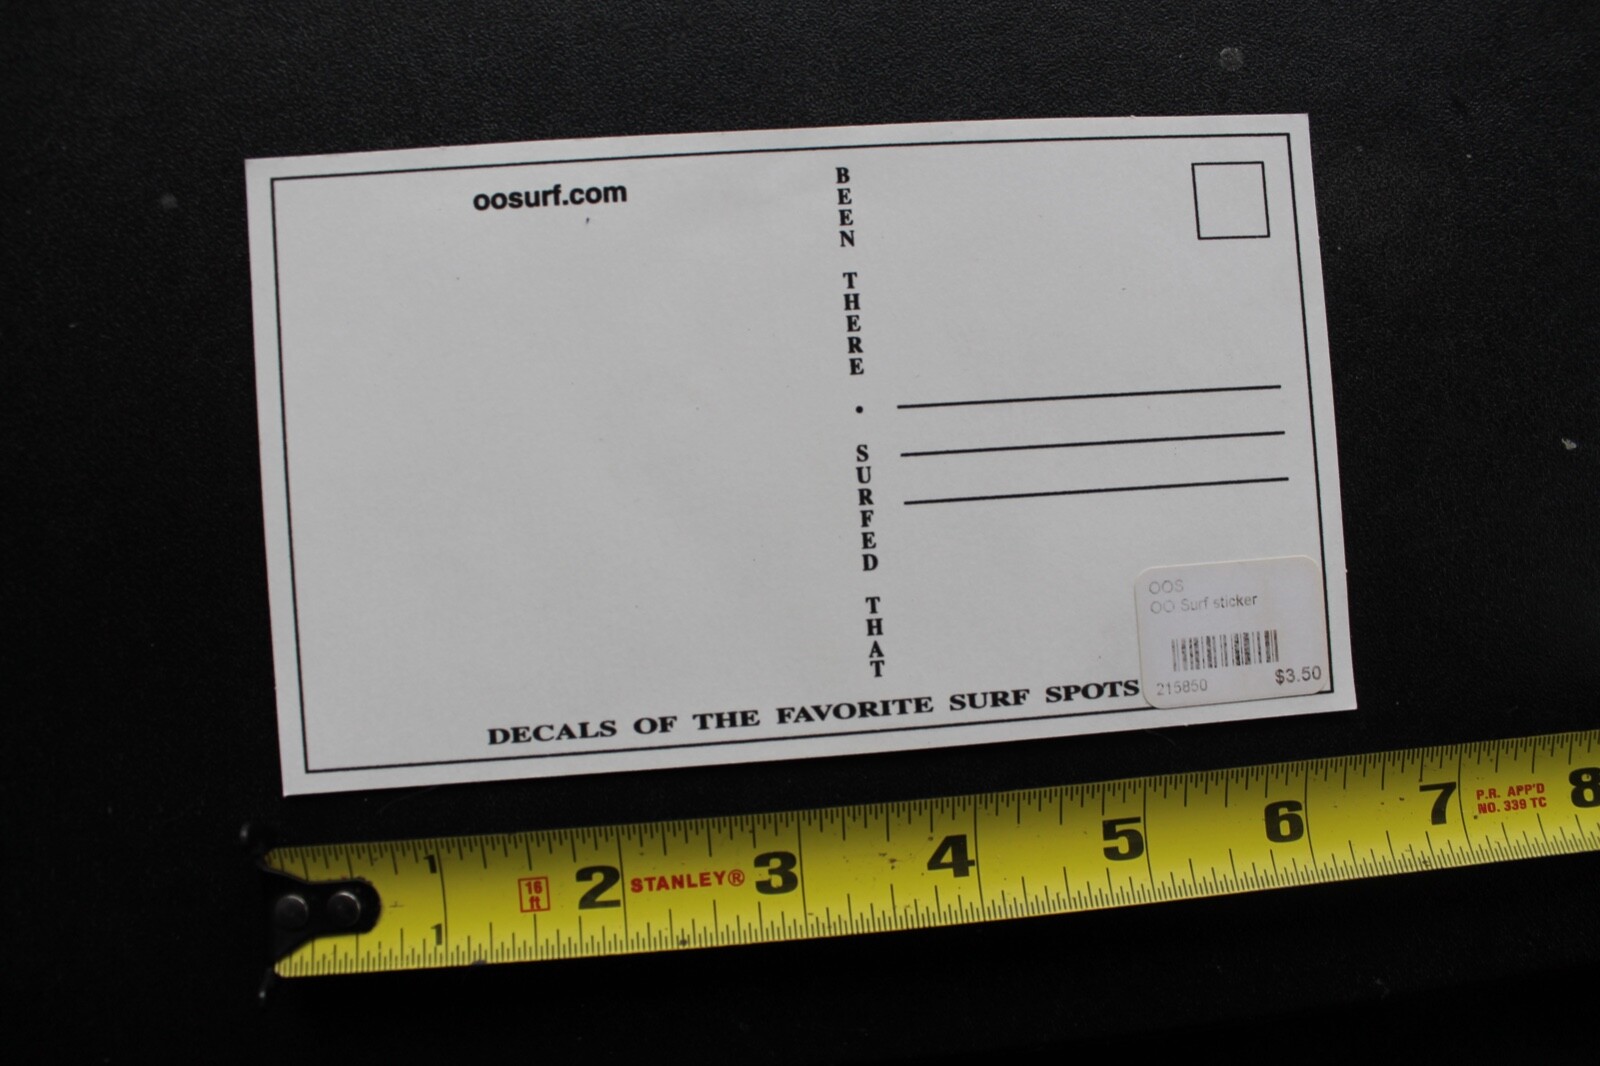 oosurf.com
BEEN THERE • SURFED THAT
OOS
OO Surf sticker
215850
$3.50
DECALS OF THE FAVORITE SURF SPOTS
1
2
STANLEY®
3
4
5
6
7
P.R. APP'D
NO. 339 TC
8
16
ft
1